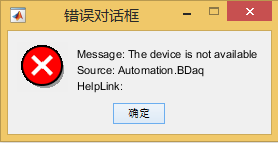 错误对话框
Message: The device is not available
Source: Automation.BDaq
HelpLink:
确定